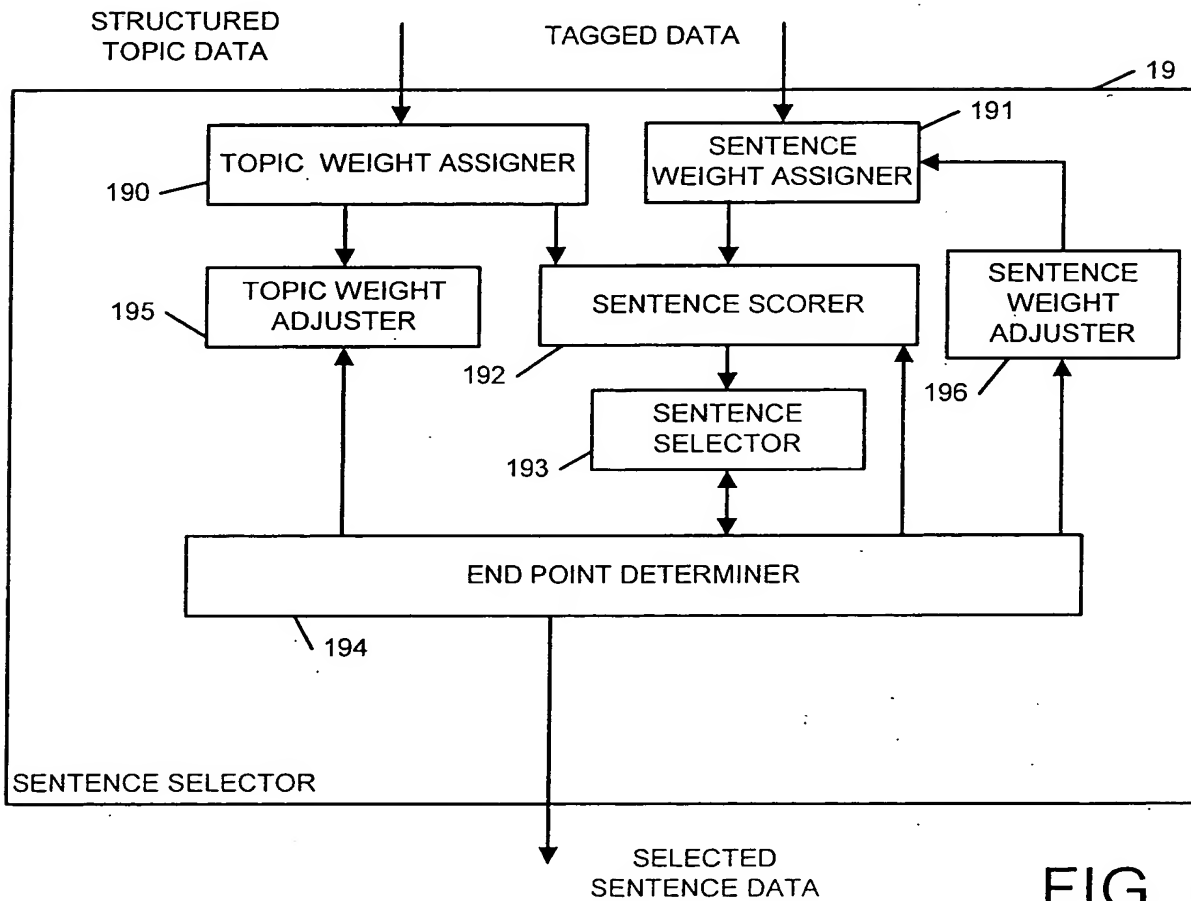 STRUCTURED
TOPIC DATA
TAGGED DATA
19
TOPIC WEIGHT ASSIGNER
190
SENTENCE
WEIGHT ASSIGNER
191
TOPIC WEIGHT
ADJUSTER
195
SENTENCE SCORER
192
SENTENCE
WEIGHT
ADJUSTER
196
SENTENCE
SELECTOR
193
END POINT DETERMINER
194
SENTENCE SELECTOR
SELECTED
SENTENCE DATA
FIG